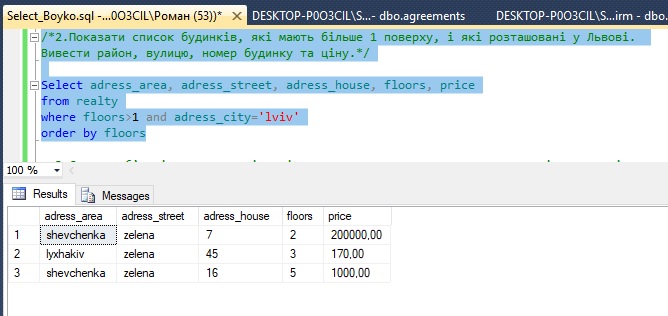 Select_Boyko.sql -...0O3CIL\Роман (53))* × DESKTOP-P0O3CIL\S...- dbo.agreements DESKTOP-P0O3CIL\S...irm - dbo.
/*2.Показати список будинків, які мають більше 1 поверху, і які розташовані у Львові.
Вивести район, вулицю, номер будинку та ціну.*/
Select adress_area, adress_street, adress_house, floors, price
from realty
where floors>1 and adress_city='lviv'
order by floors
100 %
Results Messages
adress_area adress_street adress_house floors price
1 shevchenka zelena 7 2 200000,00
2 lyxhakiv zelena 45 3 170,00
3 shevchenka zelena 16 5 1000,00